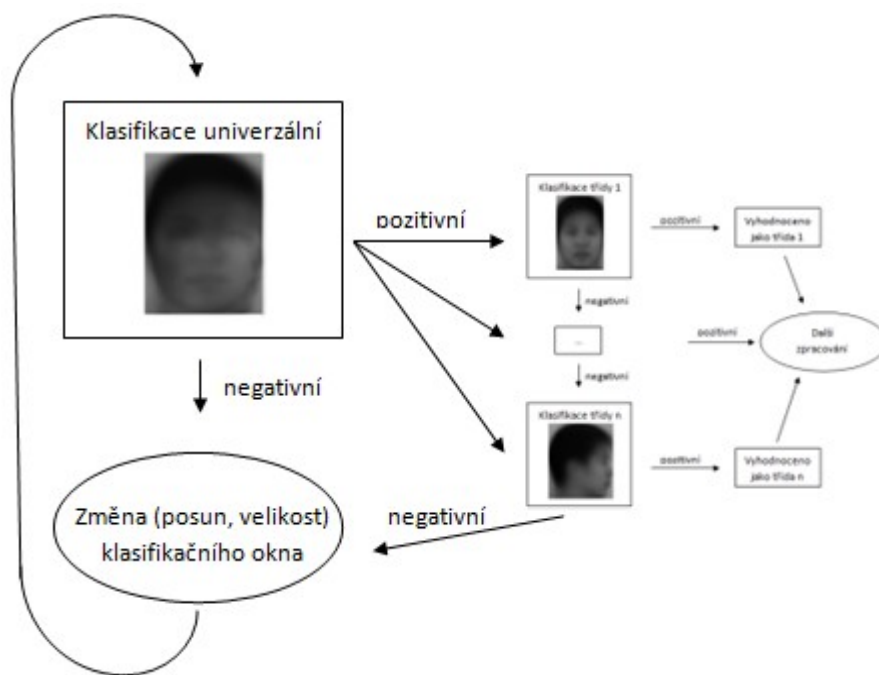 Klasifikace univerzální
pozitivní
negativní
Změna (posun, velikost)
klasifikačního okna
negativní
Klasifikace třídy 1
pozitivní
Vyhodnoceno
jako třída 1
negativní
...
pozitivní
Další
zpracování
negativní
Klasifikace třídy n
pozitivní
Vyhodnoceno
jako třída n